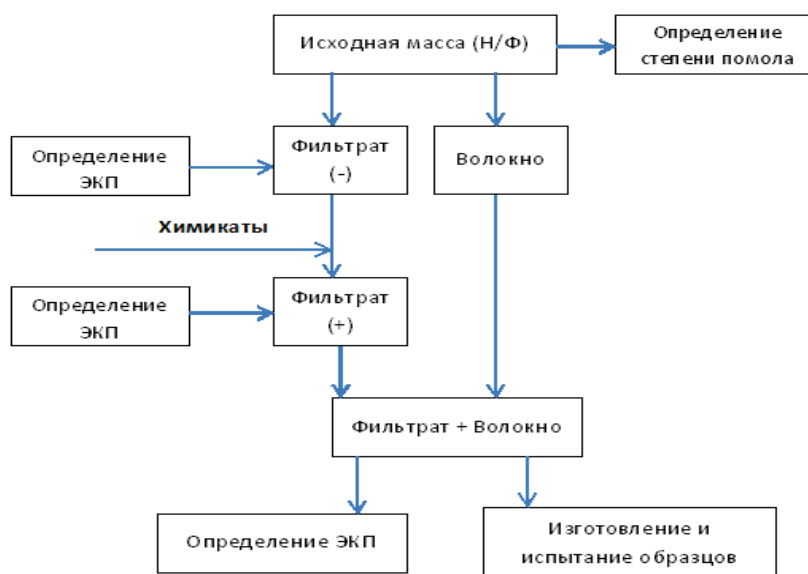 Исходная масса (Н/Ф)
Определение
степени помола
Определение
ЭКП
Фильтрат
(-)
Волокно
Химикаты
Определение
ЭКП
Фильтрат
(+)
Фильтрат + Волокно
Определение ЭКП
Изготовление и
испытание образцов